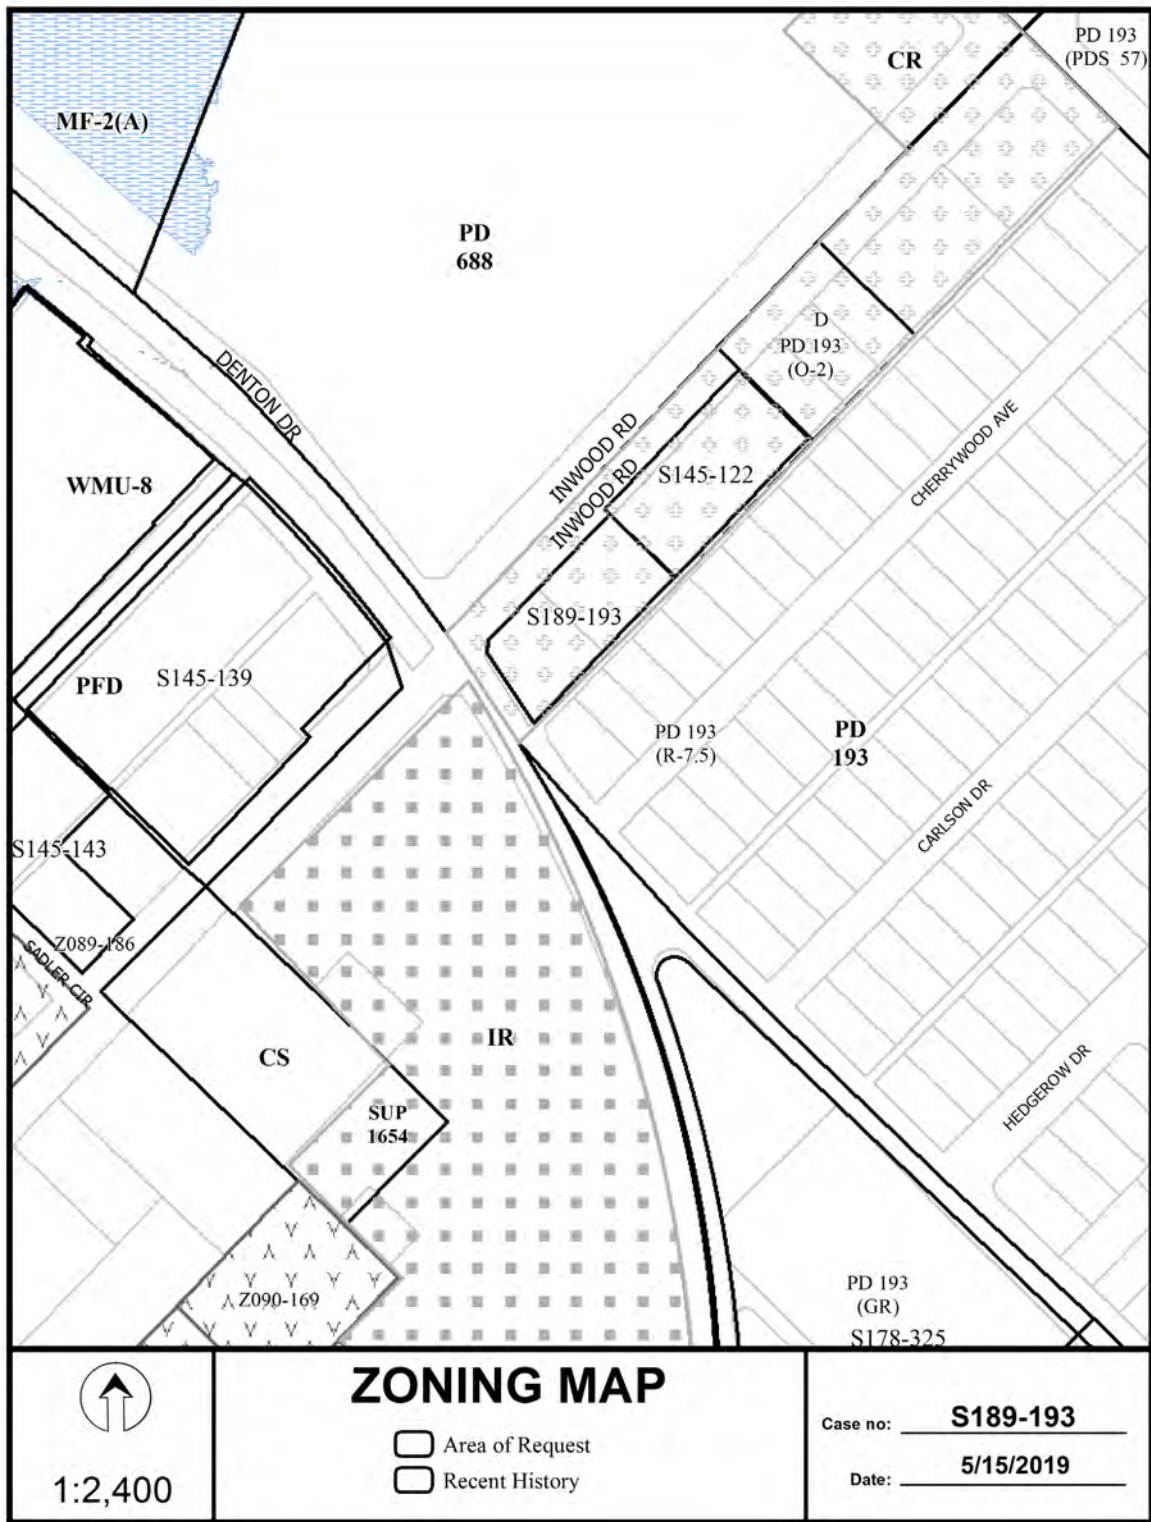 CR
PD 193
(PDS 57)
MF-2(A)
PD
688
D
PD 193
(O-2)
DENTON DR
INWOOD RD
INWOOD RD
CHERRYWOOD AVE
S145-122
WMU-8
S189-193
PFD
S145-139
PD 193
(R-7.5)
PD
193
CARLSON DR
S145-143
Z089-186
SADLER CIR
IR
CS
HEDGEROW DR
SUP
1654
Z090-169
PD 193
(GR)
S178-325
ZONING MAP
Area of Request
Recent History
1:2,400
Case no: S189-193
Date: 5/15/2019